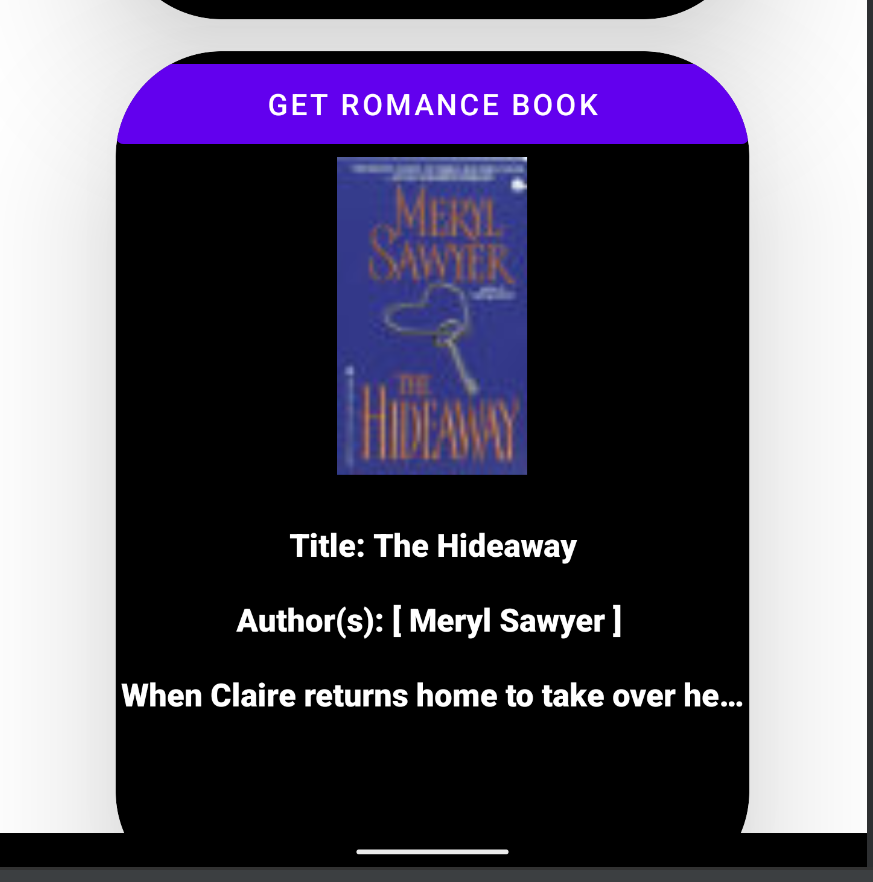 GET ROMANCE BOOK
MERYL
SAWYER
THE
HIDEAWAY
Title: The Hideaway
Author(s): [ Meryl Sawyer ]
When Claire returns home to take over he...